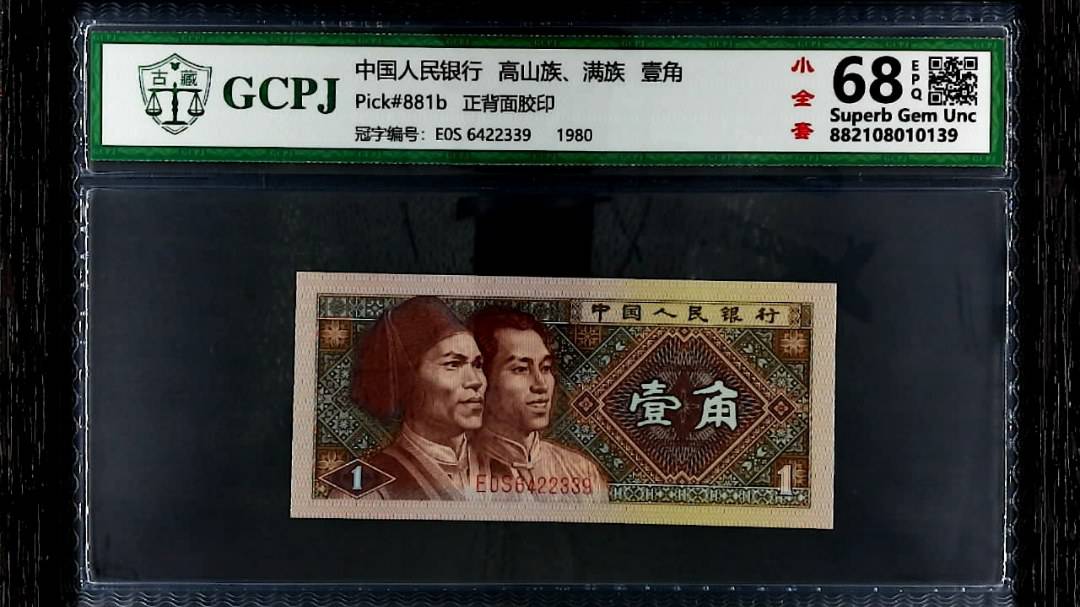 古藏
GCPJ
中国人民银行 高山族、满族 壹角
Pick#881b 正背面胶印
冠字编号: E0S 6422339 1980
小全套
68 EPQ
Superb Gem Unc
882108010139
中国人民银行
壹角
1
E0S6422339
1